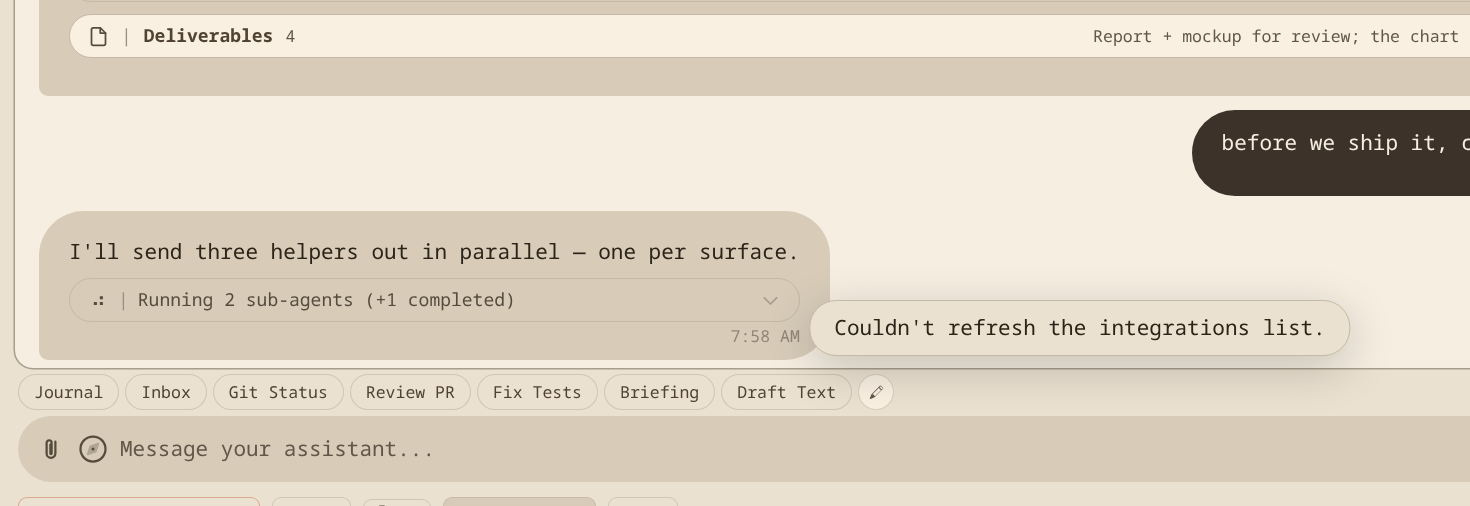 | Deliverables 4 Report + mockup for review; the chart
before we ship it,
I'll send three helpers out in parallel — one per surface.
| Running 2 sub-agents (+1 completed)
7:58 AM
Couldn't refresh the integrations list.
Journal Inbox Git Status Review PR Fix Tests Briefing Draft Text
Message your assistant...